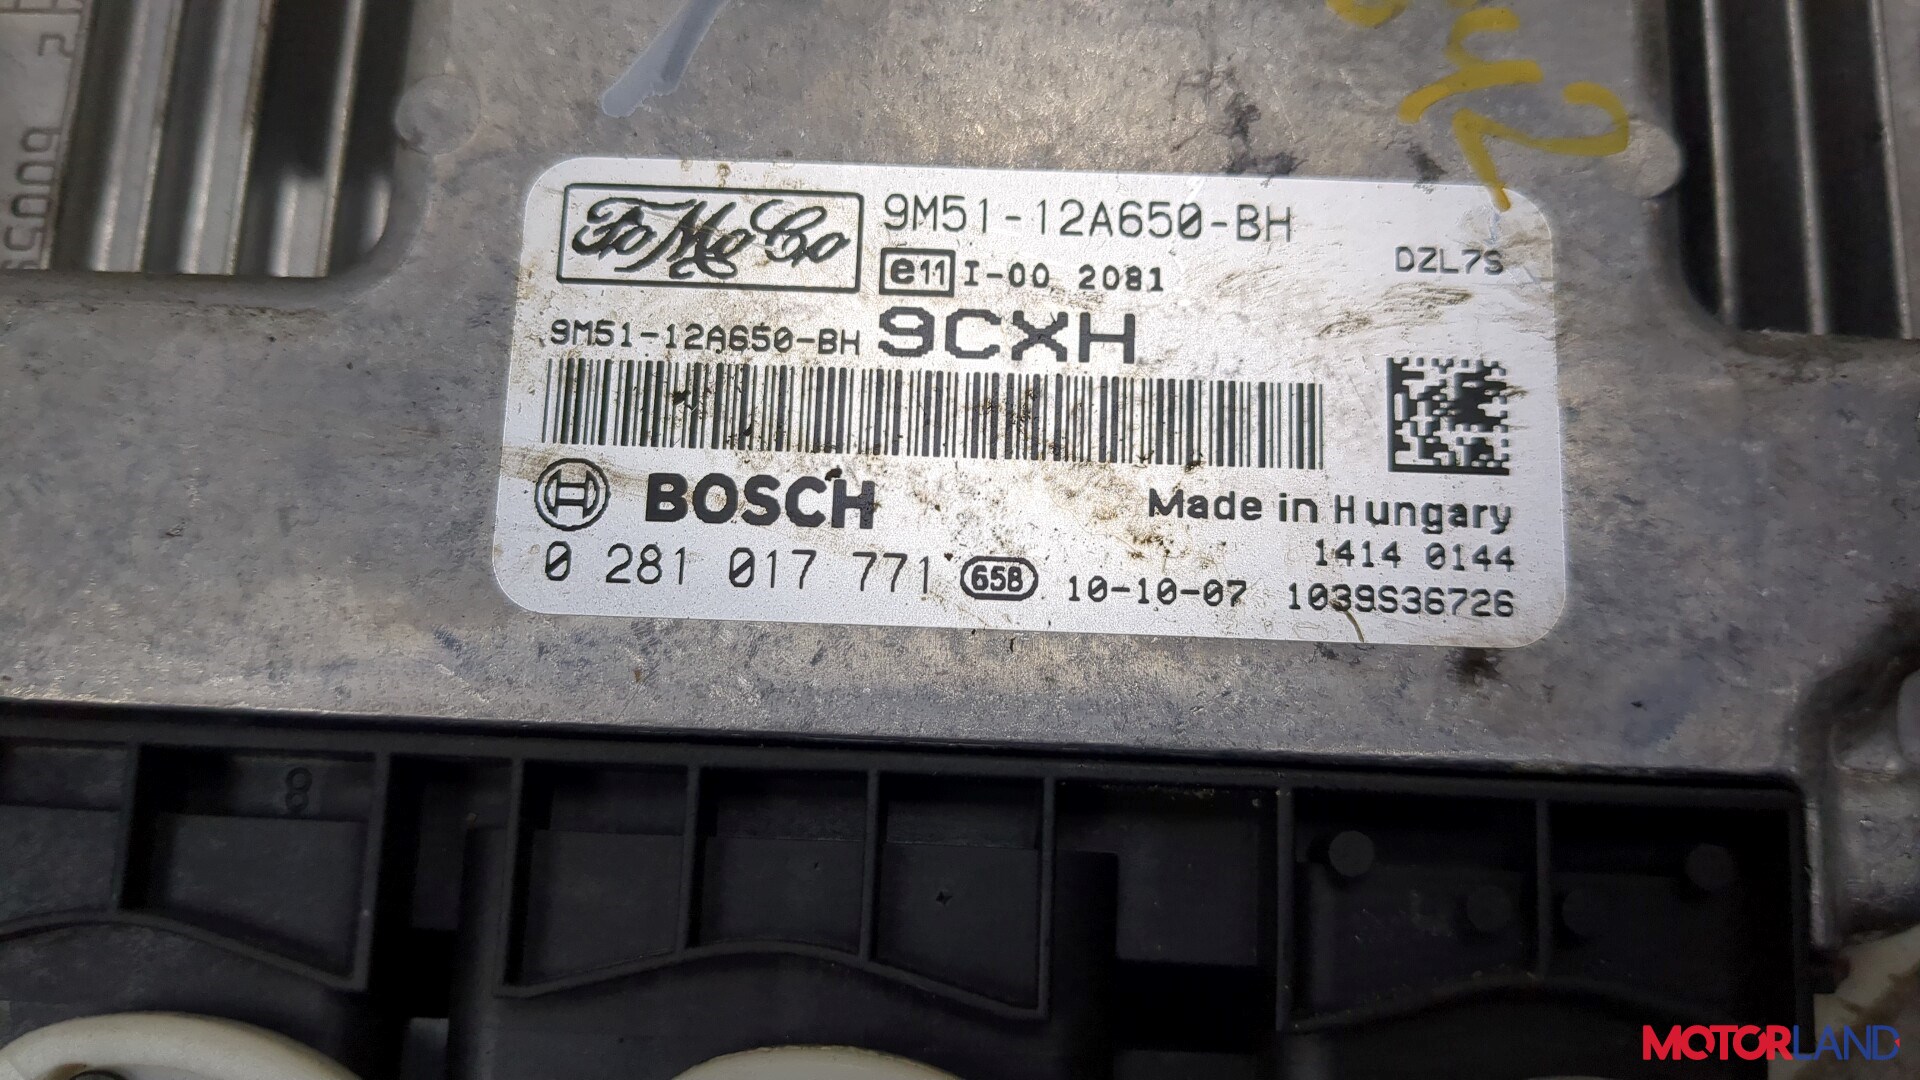 FoMoCo
9M51-12A650-BH
DZL7S
e11 I-00 2081
9M51-12A650-BH 9CXH
BOSCH
Made in Hungary
1414 0144
0 281 017 771 658 10-10-07 1039S36726
8
MOTORLAND